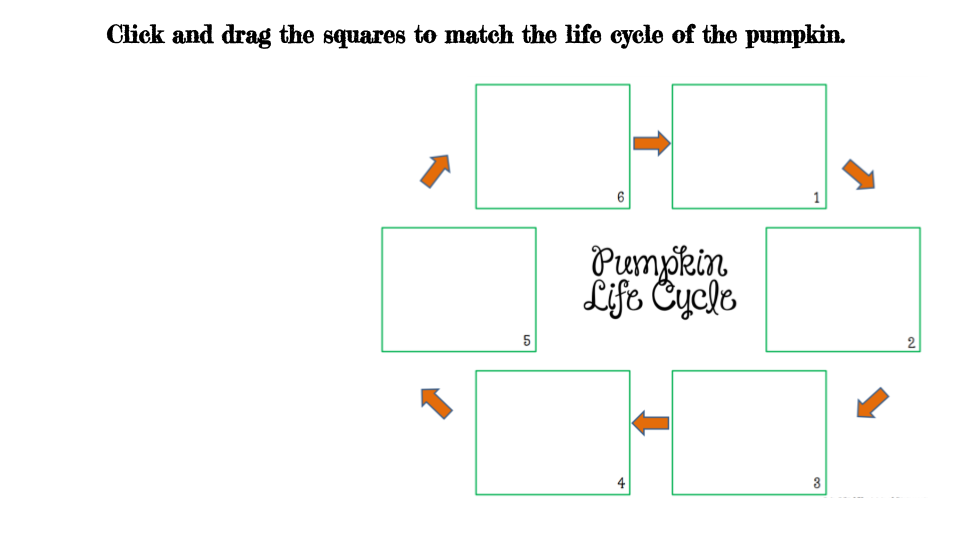 Click and drag the squares to match the life cycle of the pumpkin.
6
1
Pumpkin
Life Cycle
5
2
4
3